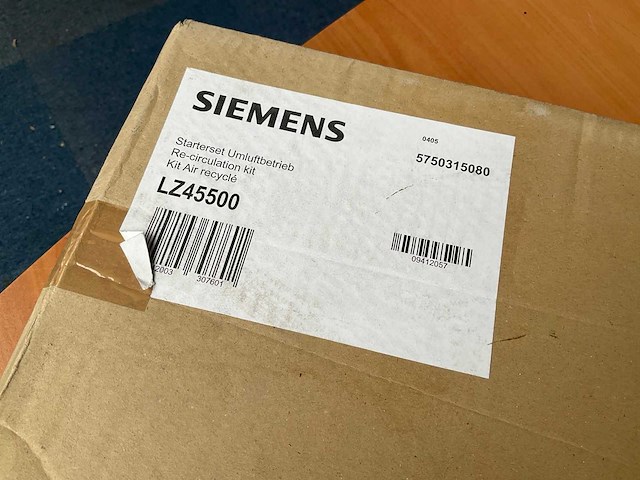 SIEMENS
0405
5750315080
Starterset Umluftbetrieb
Re-circulation kit
Kit Air recyclé
LZ45500
2003 307601
09412057